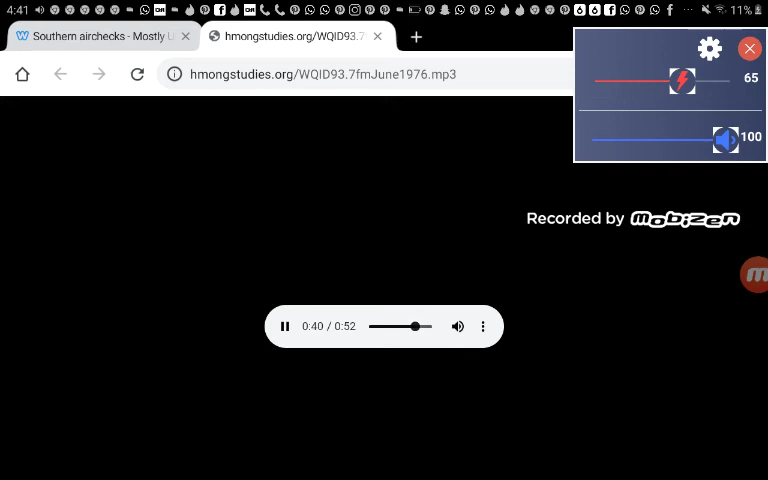 4:41
11%
Southern airchecks - Mostly U
hmongstudies.org/WQID93.7
hmongstudies.org/WQID93.7fmJune1976.mp3
65
100
Recorded by Mobizen
0:40 / 0:52